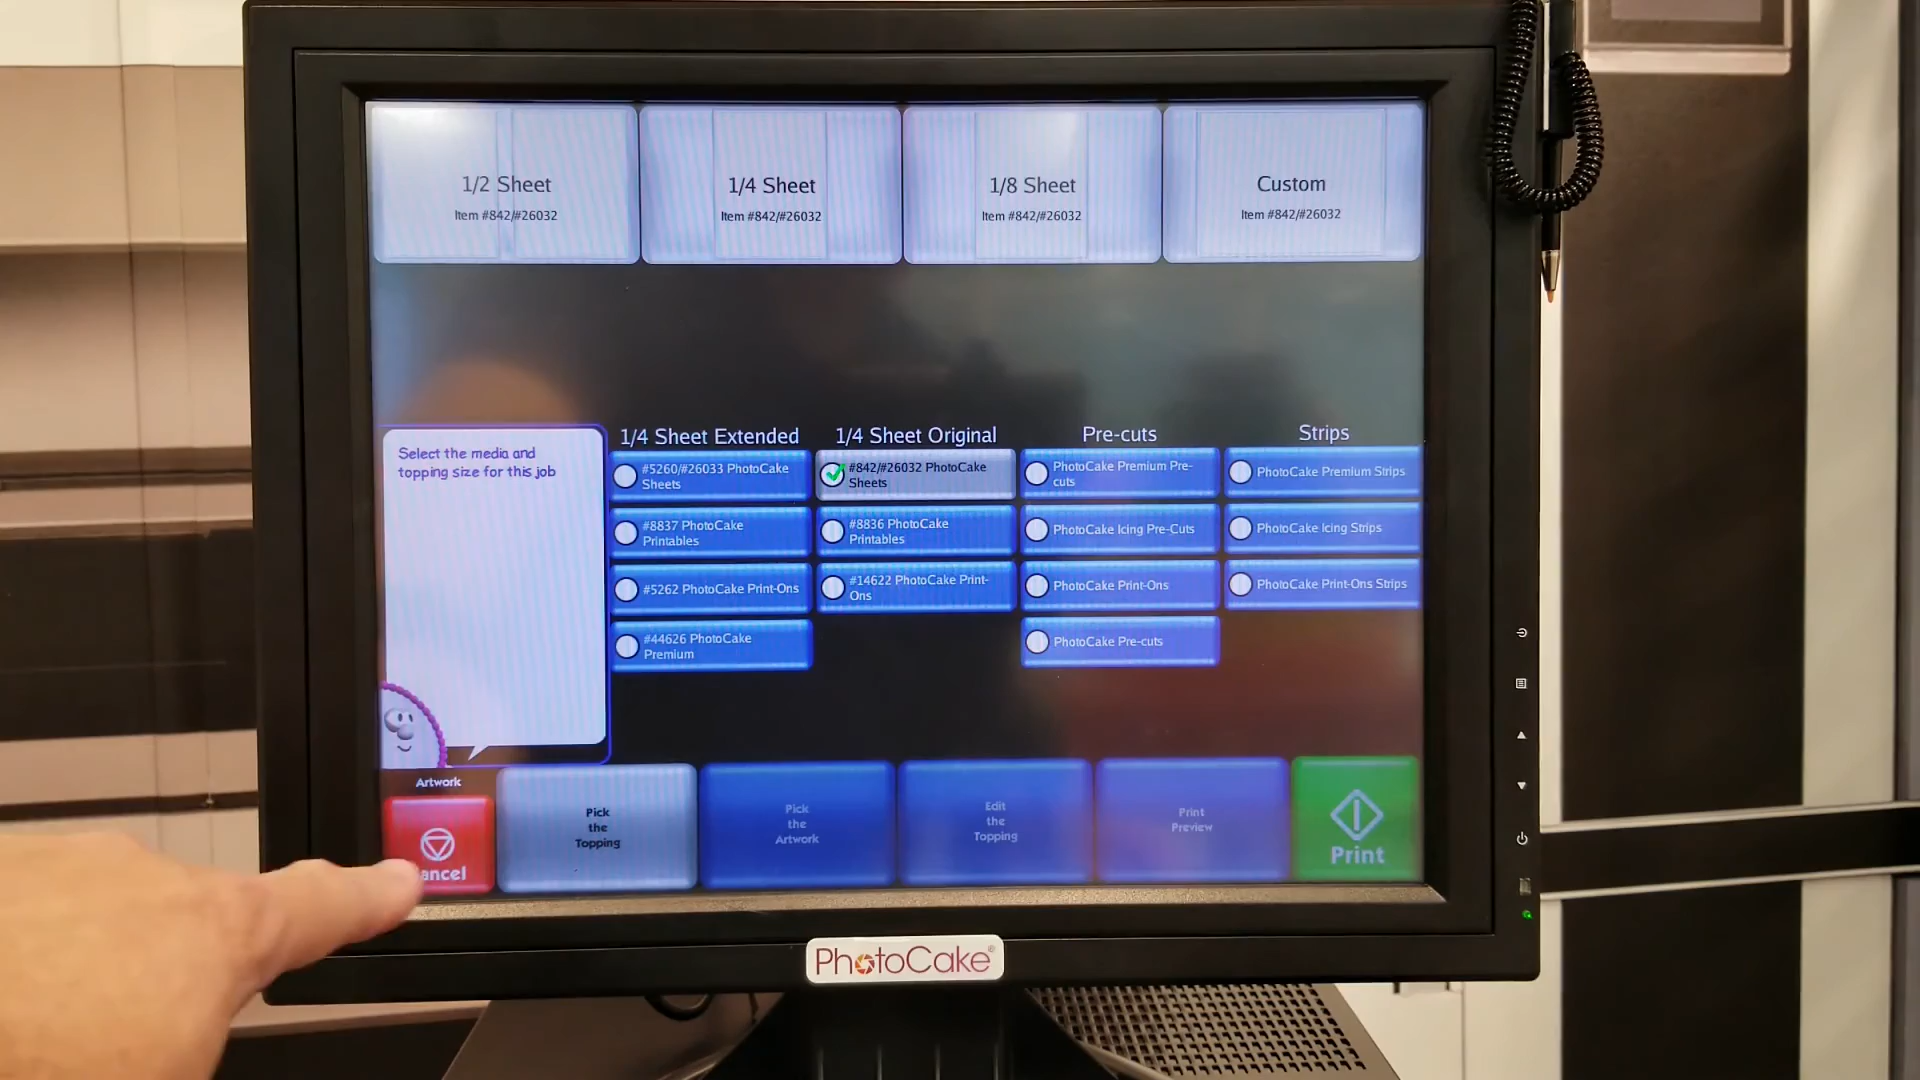 1/2 Sheet
Item #842/#26032
1/4 Sheet
Item #842/#26032
1/8 Sheet
Item #842/#26032
Custom
Item #842/#26032
Select the media and
topping size for this job
1/4 Sheet Extended
#5260/#26033 PhotoCake
Sheets
#8837 PhotoCake
Printables
#5262 PhotoCake Print-Ons
#44626 PhotoCake
Premium
1/4 Sheet Original
#842/#26032 PhotoCake
Sheets
#8836 PhotoCake
Printables
#14622 PhotoCake Print-
Ons
Pre-cuts
PhotoCake Premium Pre-
cuts
PhotoCake Icing Pre-Cuts
PhotoCake Print-Ons
PhotoCake Pre-cuts
Strips
PhotoCake Premium Strips
PhotoCake Icing Strips
PhotoCake Print-Ons Strips
Artwork
ancel
Pick
the
Topping
Pick
the
Artwork
Edit
the
Topping
Print
Preview
Print
PhotoCake®